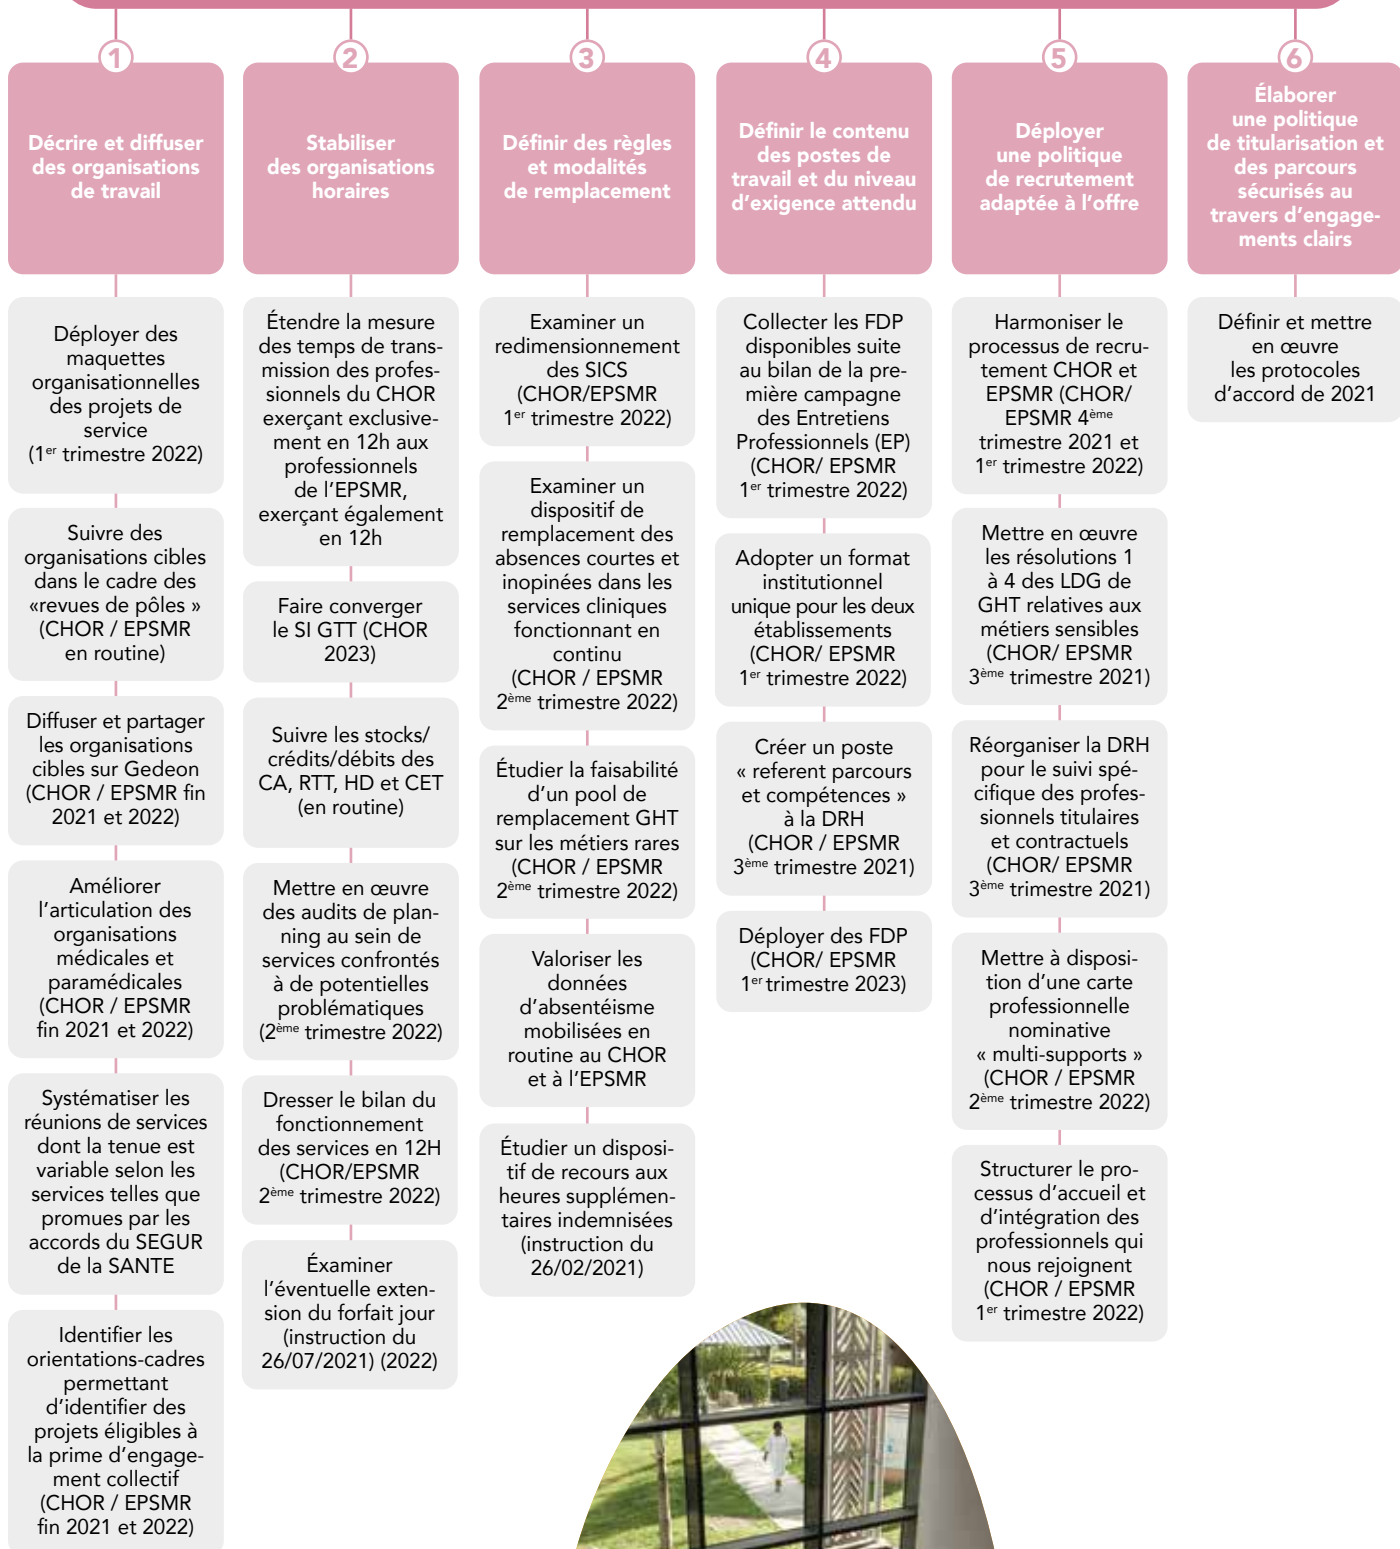 1
Décrire et diffuser
des organisations
de travail
Déployer des
maquettes
organisationnelles
des projets de
service
(1er trimestre 2022)
Suivre des
organisations cibles
dans le cadre des
«revues de pôles »
(CHOR / EPSMR
en routine)
Diffuser et partager
les organisations
cibles sur Gedeon
(CHOR / EPSMR fin
2021 et 2022)
Améliorer
l'articulation des
organisations
médicales et
paramédicales
(CHOR / EPSMR
fin 2021 et 2022)
Systématiser les
réunions de services
dont la tenue est
variable selon les
services telles que
promues par les
accords du SEGUR
de la SANTE
Identifier les
orientations-cadres
permettant
d'identifier des
projets éligibles à
la prime d'engage-
ment collectif
(CHOR / EPSMR
fin 2021 et 2022)
2
Stabiliser
des organisations
horaires
Étendre la mesure
des temps de trans-
mission des profes-
sionnels du CHOR
exerçant exclusive-
ment en 12h aux
professionnels
de l'EPSMR,
exerçant également
en 12h
Faire converger
le SI GTT (CHOR
2023)
Suivre les stocks/
crédits/débits des
CA, RTT, HD et CET
(en routine)
Mettre en œuvre
des audits de plan-
ning au sein de
services confrontés
à de potentielles
problématiques
(2ème trimestre 2022)
Dresser le bilan du
fonctionnement
des services en 12H
(CHOR/EPSMR
2ème trimestre 2022)
Éxaminer
l'éventuelle exten-
sion du forfait jour
(instruction du
26/07/2021) (2022)
3
Définir des règles
et modalités
de remplacement
Examiner un
redimensionnement
des SICS
(CHOR/EPSMR
1er trimestre 2022)
Examiner un
dispositif de
remplacement des
absences courtes et
inopinées dans les
services cliniques
fonctionnant en
continu
(CHOR / EPSMR
2ème trimestre 2022)
Étudier la faisabilité
d'un pool de
remplacement GHT
sur les métiers rares
(CHOR / EPSMR
2ème trimestre 2022)
Valoriser les
données
d'absentéisme
mobilisées en
routine au CHOR
et à l'EPSMR
Étudier un disposi-
tif de recours aux
heures supplémen-
taires indemnisées
(instruction du
26/02/2021)
4
Définir le contenu
des postes de
travail et du niveau
d'exigence attendu
Collecter les FDP
disponibles suite
au bilan de la pre-
mière campagne
des Entretiens
Professionnels (EP)
(CHOR/ EPSMR
1er trimestre 2022)
Adopter un format
institutionnel
unique pour les deux
établissements
(CHOR/ EPSMR
1er trimestre 2022)
Créer un poste
« referent parcours
et compétences »
à la DRH
(CHOR / EPSMR
3ème trimestre 2021)
Déployer des FDP
(CHOR/ EPSMR
1er trimestre 2023)
5
Déployer
une politique
de recrutement
adaptée à l'offre
Harmoniser le
processus de recru-
tement CHOR et
EPSMR (CHOR/
EPSMR 4ème
trimestre 2021 et
1er trimestre 2022)
Mettre en œuvre
les résolutions 1
à 4 des LDG de
GHT relatives aux
métiers sensibles
(CHOR/ EPSMR
3ème trimestre 2021)
Réorganiser la DRH
pour le suivi spé-
cifique des profes-
sionnels titulaires
et contractuels
(CHOR/ EPSMR
3ème trimestre 2021)
Mettre à disposi-
tion d'une carte
professionnelle
nominative
« multi-supports »
(CHOR / EPSMR
2ème trimestre 2022)
Structurer le pro-
cessus d'accueil et
d'intégration des
professionnels qui
nous rejoignent
(CHOR / EPSMR
1er trimestre 2022)
6
Élaborer
une politique
de titularisation et
des parcours
sécurisés au
travers d'engage-
ments clairs
Définir et mettre
en œuvre
les protocoles
d'accord de 2021